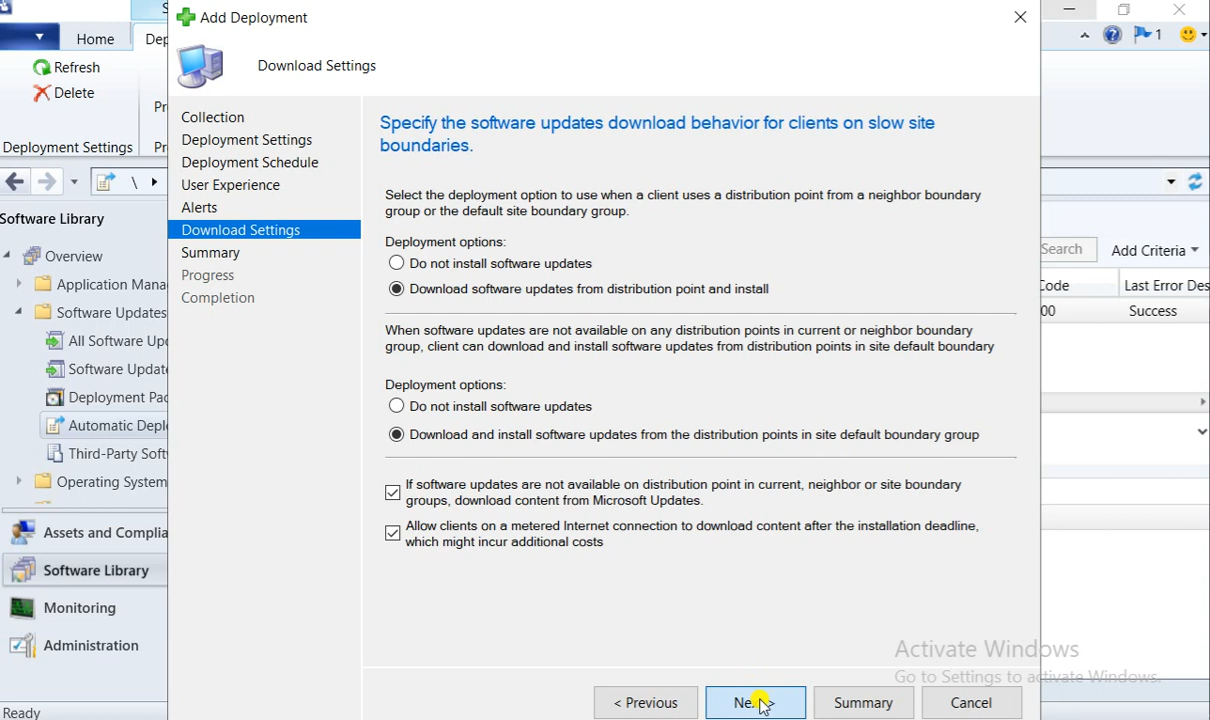 Add Deployment
Home
Refresh
Delete
Deployment Settings
1
Download Settings
Collection
Deployment Settings
Deployment Schedule
User Experience
Alerts
Download Settings
Summary
Progress
Completion
Specify the software updates download behavior for clients on slow site
boundaries.
Select the deployment option to use when a client uses a distribution point from a neighbor boundary
group or the default site boundary group.
Deployment options:
Do not install software updates
Download software updates from distribution point and install
When software updates are not available on any distribution points in current or neighbor boundary
group, client can download and install software updates from distribution points in site default boundary
Deployment options:
Do not install software updates
Download and install software updates from the distribution points in site default boundary group
If software updates are not available on distribution point in current, neighbor or site boundary
groups, download content from Microsoft Updates.
Allow clients on a metered Internet connection to download content after the installation deadline,
which might incur additional costs
< Previous
Summary
Cancel
\
Software Library
Overview
Application Mana
Software Updates
All Software Upd
Software Update
Deployment Pac
Automatic Depl
Third-Party Soft
Operating System
Assets and Complia
Software Library
Monitoring
Administration
Ready
Search
Add Criteria
Code
Last Error Des
00
Success
Activate Windows
Go to Settings to activate Windows.